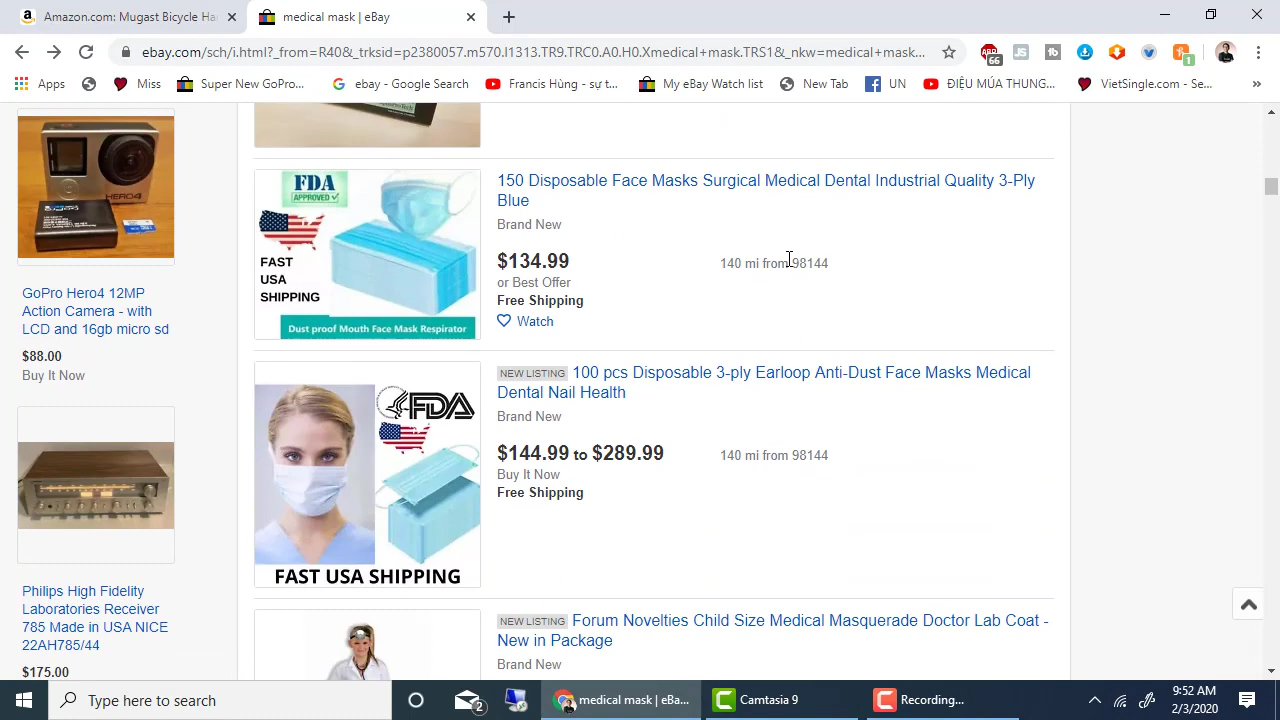 Amazon.com: Mugast Bicycle Ha
medical mask | eBay
ebay.com/sch/i.html?_from=R40&_trksid=p2380057.m570.l1313.TR9.TRC0.A0.H0.Xmedical+mask.TRS1&_nkw=medical+mask...
66
1
Apps
Miss
Super New GoPro...
ebay - Google Search
Francis Hùng - sự t...
My eBay Watch list
New Tab
UN
ĐIỆU MÚA THUNG...
VietSingle.com - Se...
HERO4
GoPro Hero4 12MP
Action Camera - with
LCD and 16gb micro sd
$88.00
Buy It Now
Philips High Fidelity
Laboratories Receiver
785 Made in USA NICE
22AH785/44
$175.00
FDA
APPROVED
FAST
USA
SHIPPING
Dust proof Mouth Face Mask Respirator
150 Disposable Face Masks Surgical Medical Dental Industrial Quality 3-Ply
Blue
Brand New
$134.99
140 mi from 98144
or Best Offer
Free Shipping
Watch
FDA
FAST USA SHIPPING
NEW LISTING 100 pcs Disposable 3-ply Earloop Anti-Dust Face Masks Medical
Dental Nail Health
Brand New
$144.99 to $289.99
140 mi from 98144
Buy It Now
Free Shipping
NEW LISTING Forum Novelties Child Size Medical Masquerade Doctor Lab Coat -
New in Package
Brand New
Type here to search
2
medical mask | eBa...
Camtasia 9
Recording...
9:52 AM
2/3/2020